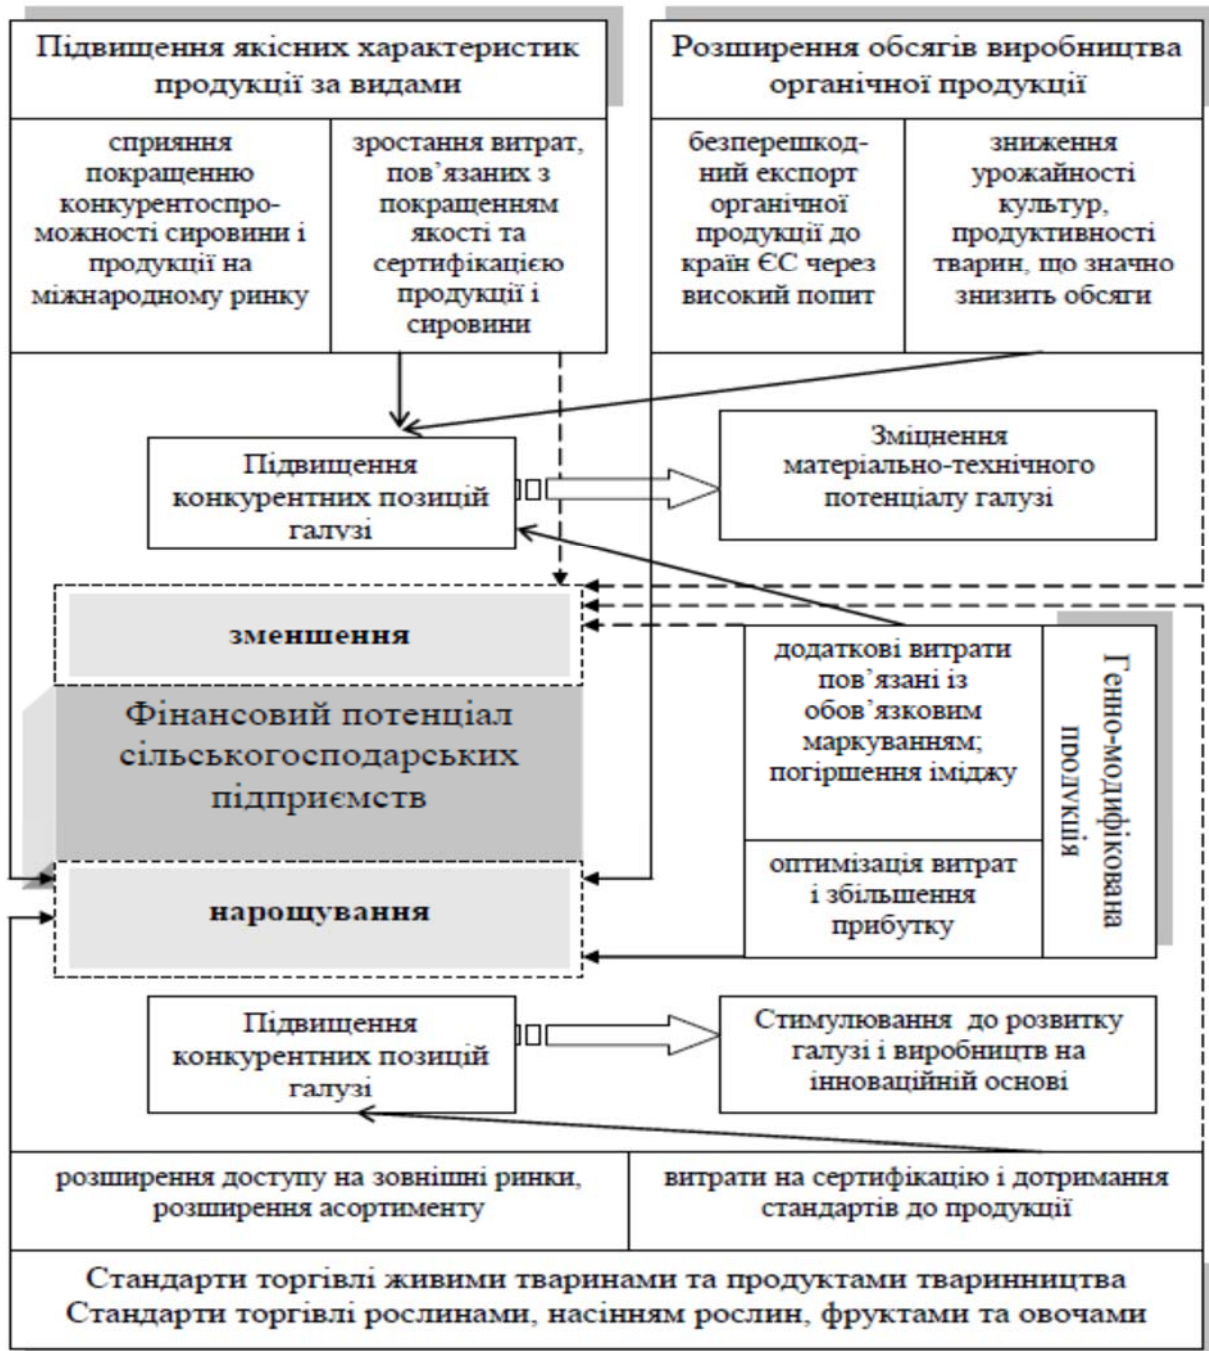 Підвищення якісних характеристик
продукції за видами
Розширення обсягів виробництва
органічної продукції
сприяння
покращенню
конкурентоспро-
можності сировини і
продукції на
міжнародному ринку
зростання витрат,
пов’язаних з
покращенням
якості та
сертифікацією
продукції і
сировини
безперешкод-
ний експорт
органічної
продукції до
країн ЄС через
високий попит
зниження
урожайності
культур,
продуктивності
тварин, що значно
знизить обсяги
Підвищення
конкурентних позицій
галузі
Зміцнення
матеріально-технічного
потенціалу галузі
зменшення
Фінансовий потенціал
сільськогосподарських
підприємств
нарощування
додаткові витрати
пов’язані із
обов’язковим
маркуванням;
погіршення іміджу
оптимізація витрат
і збільшення
прибутку
Генно-модифікована
продукція
Підвищення
конкурентних позицій
галузі
Стимулювання до розвитку
галузі і виробництв на
інноваційній основі
розширення доступу на зовнішні ринки,
розширення асортименту
витрати на сертифікацію і дотримання
стандартів до продукції
Стандарти торгівлі живими тваринами та продуктами тваринництва
Стандарти торгівлі рослинами, насінням рослин, фруктами та овочами